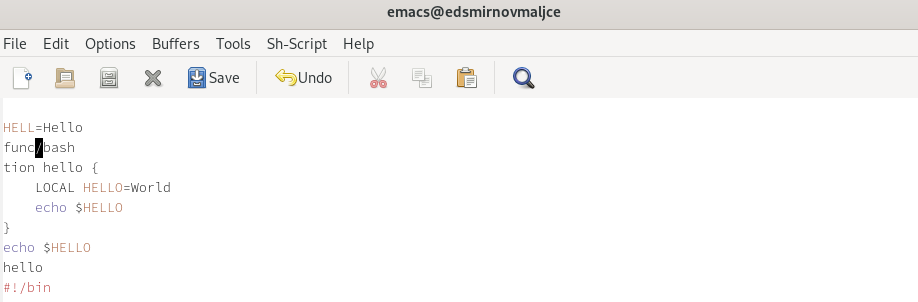 emacs@edsmirnovmaljce
File Edit Options Buffers Tools Sh-Script Help
Save Undo
HELL=Hello
func/bash
tion hello {
    LOCAL HELLO=World
    echo $HELLO
}
echo $HELLO
hello
#!/bin